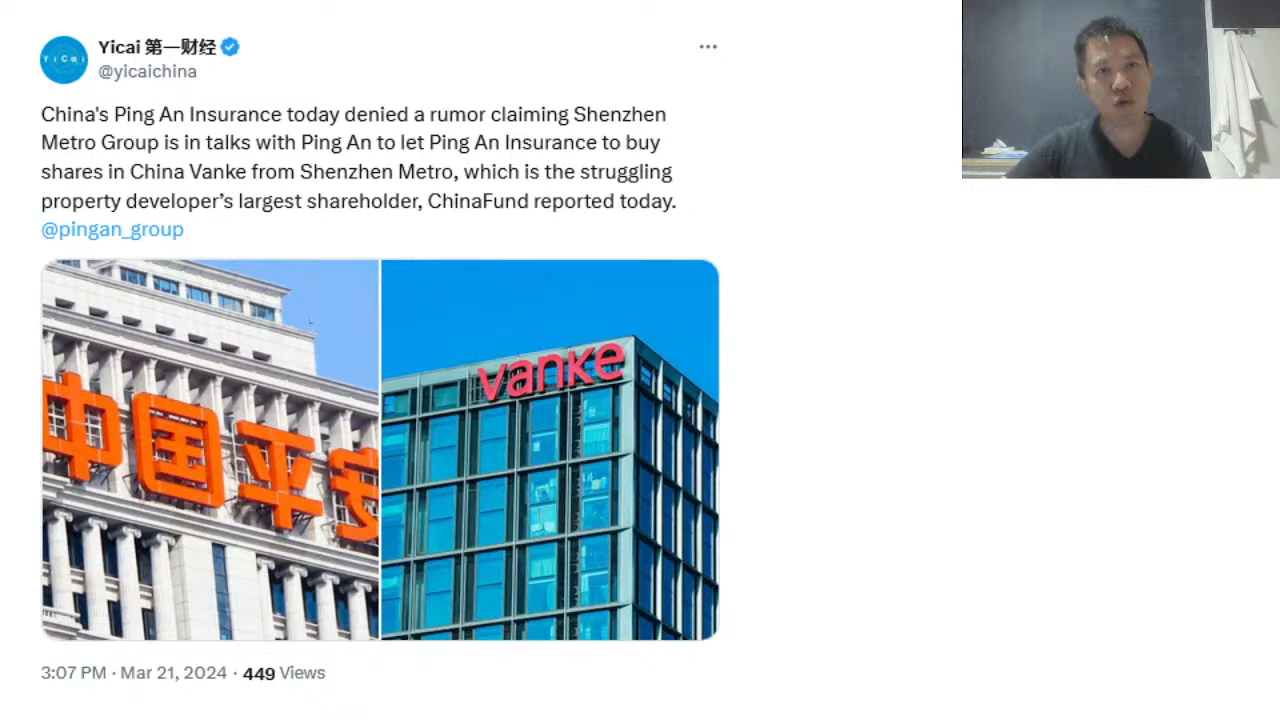 Yicai 第一财经
@yicaichina
China's Ping An Insurance today denied a rumor claiming Shenzhen
Metro Group is in talks with Ping An to let Ping An Insurance to buy
shares in China Vanke from Shenzhen Metro, which is the struggling
property developer’s largest shareholder, ChinaFund reported today.
@pingan_group
YiCai
中国平安
vanke
3:07 PM · Mar 21, 2024 · 449 Views